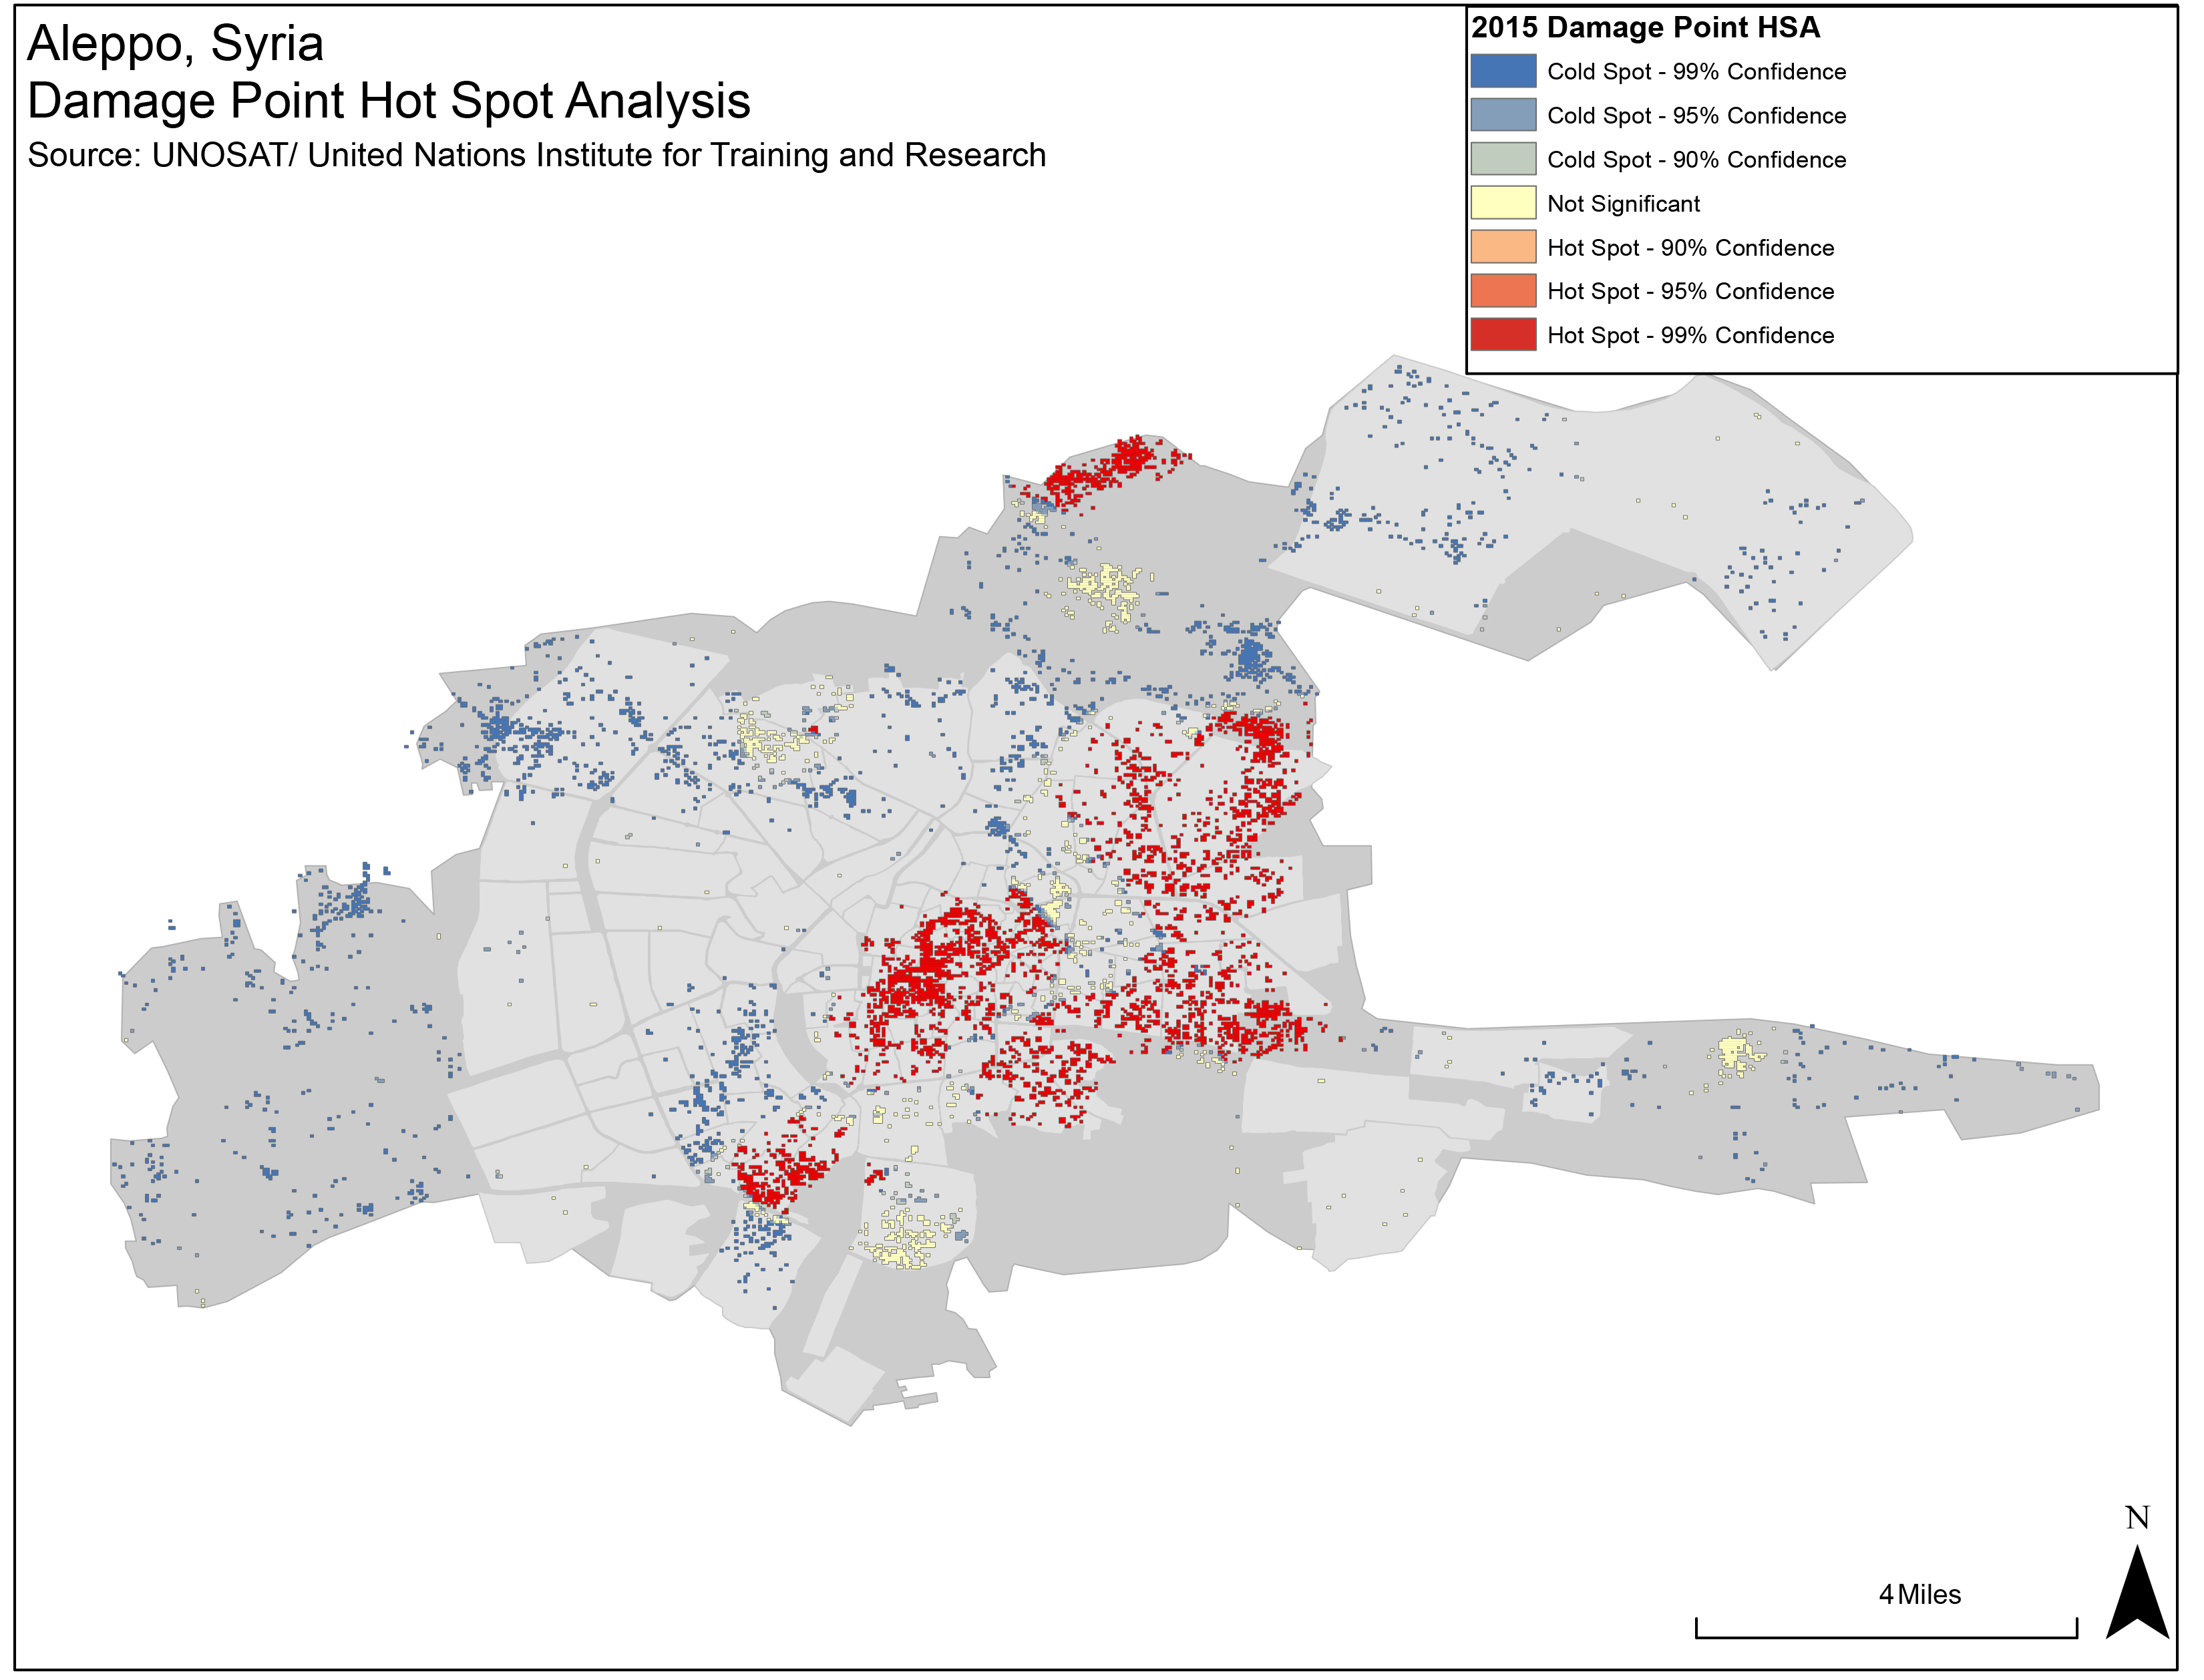 Aleppo, Syria
Damage Point Hot Spot Analysis
Source: UNOSAT/ United Nations Institute for Training and Research
2015 Damage Point HSA
Cold Spot - 99% Confidence
Cold Spot - 95% Confidence
Cold Spot - 90% Confidence
Not Significant
Hot Spot - 90% Confidence
Hot Spot - 95% Confidence
Hot Spot - 99% Confidence
N
4 Miles